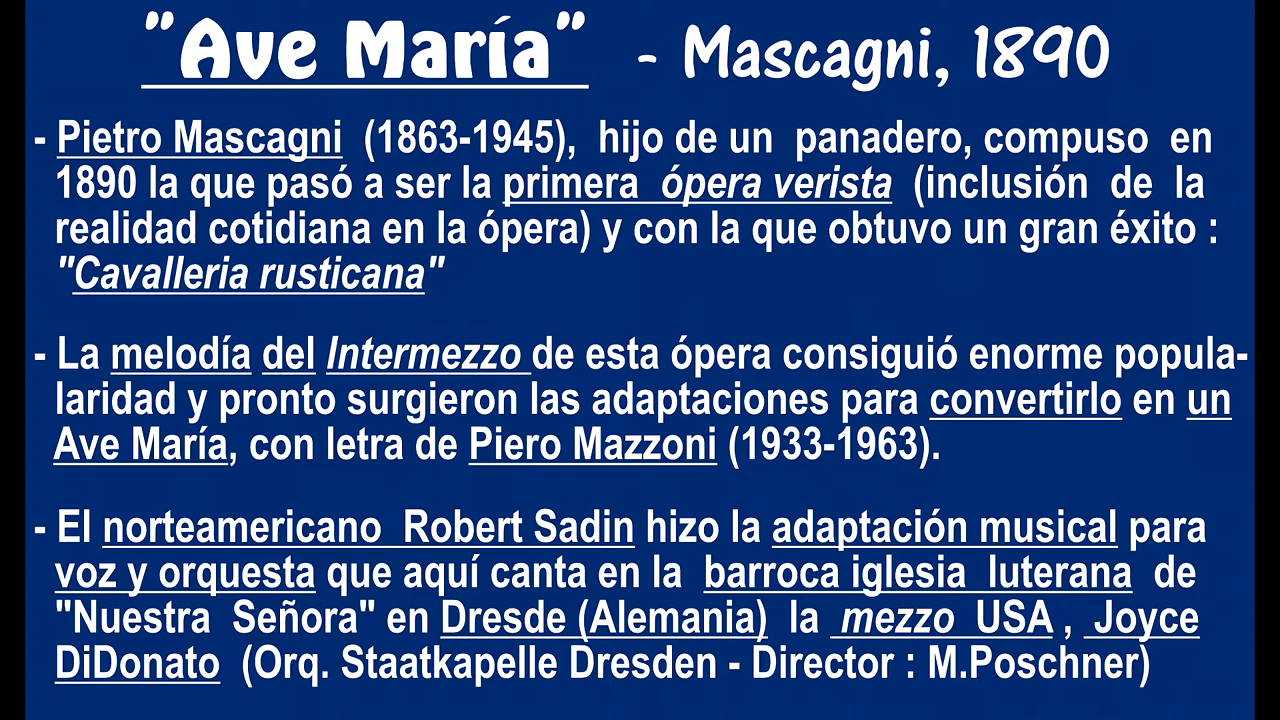 "Ave María" - Mascagni, 1890
- Pietro Mascagni (1863-1945), hijo de un panadero, compuso en
1890 la que pasó a ser la primera ópera verista (inclusión de la
realidad cotidiana en la ópera) y con la que obtuvo un gran éxito :
"Cavalleria rusticana"
- La melodía del Intermezzo de esta ópera consiguió enorme popula-
laridad y pronto surgieron las adaptaciones para convertirlo en un
Ave María, con letra de Piero Mazzoni (1933-1963).
- El norteamericano Robert Sadin hizo la adaptación musical para
voz y orquesta que aquí canta en la barroca iglesia luterana de
"Nuestra Señora" en Dresde (Alemania) la mezzo USA , Joyce
DiDonato (Orq. Staatkapelle Dresden - Director : M.Poschner)